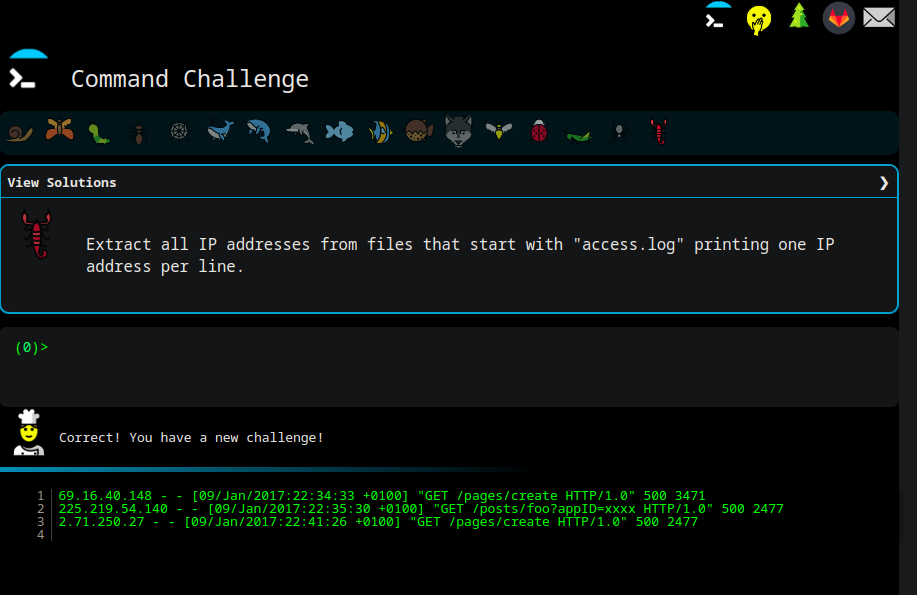 Command Challenge
View Solutions
Extract all IP addresses from files that start with "access.log" printing one IP
address per line.
(0)>
Correct! You have a new challenge!
1 69.16.40.148 - - [09/Jan/2017:22:34:33 +0100] "GET /pages/create HTTP/1.0" 500 3471
2 225.219.54.140 - - [09/Jan/2017:22:35:30 +0100] "GET /posts/foo?appID=xxxx HTTP/1.0" 500 2477
3 2.71.250.27 - - [09/Jan/2017:22:41:26 +0100] "GET /pages/create HTTP/1.0" 500 2477
4